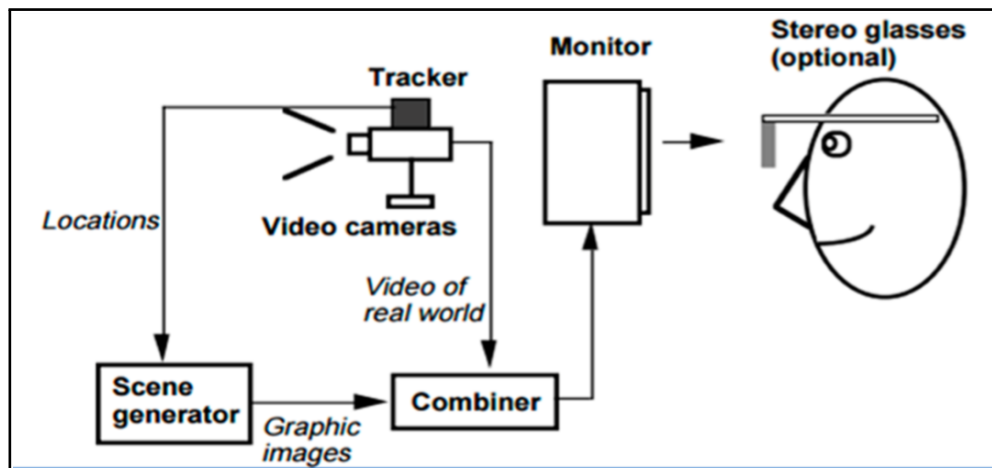 Stereo glasses
(optional)
Monitor
Tracker
Locations
Video cameras
Video of
real world
Scene
generator
Graphic
images
Combiner